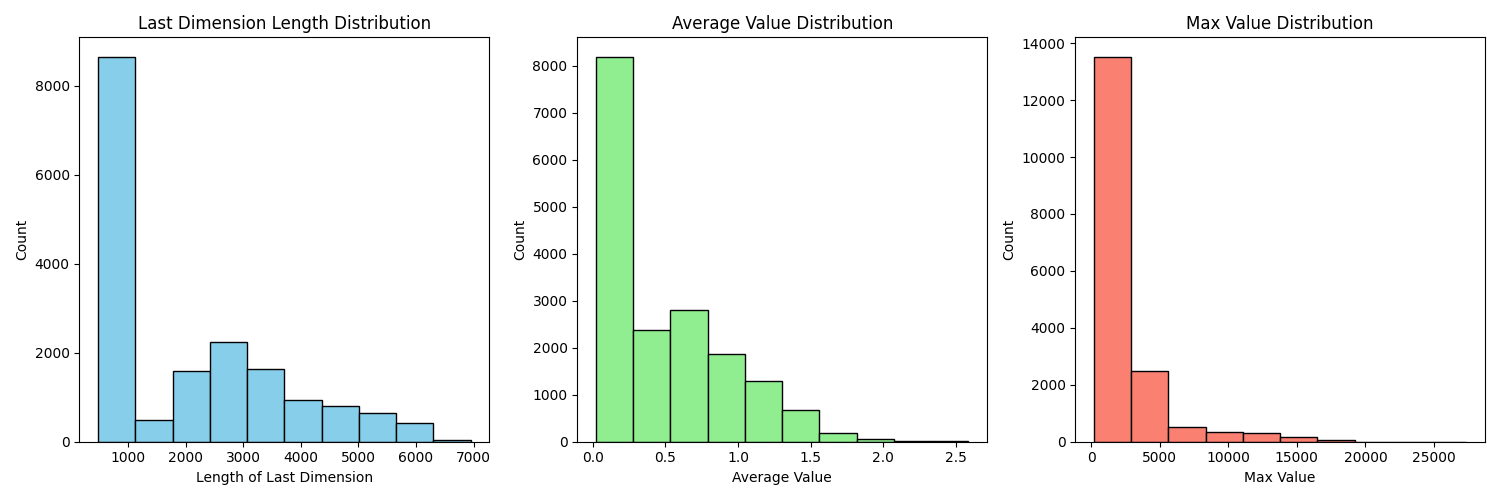 Last Dimension Length Distribution
8000
6000
4000
2000
0
Count
1000 2000 3000 4000 5000 6000 7000
Length of Last Dimension
Average Value Distribution
8000
7000
6000
5000
4000
3000
2000
1000
0
Count
0.0 0.5 1.0 1.5 2.0 2.5
Average Value
Max Value Distribution
14000
12000
10000
8000
6000
4000
2000
0
Count
0 5000 10000 15000 20000 25000
Max Value